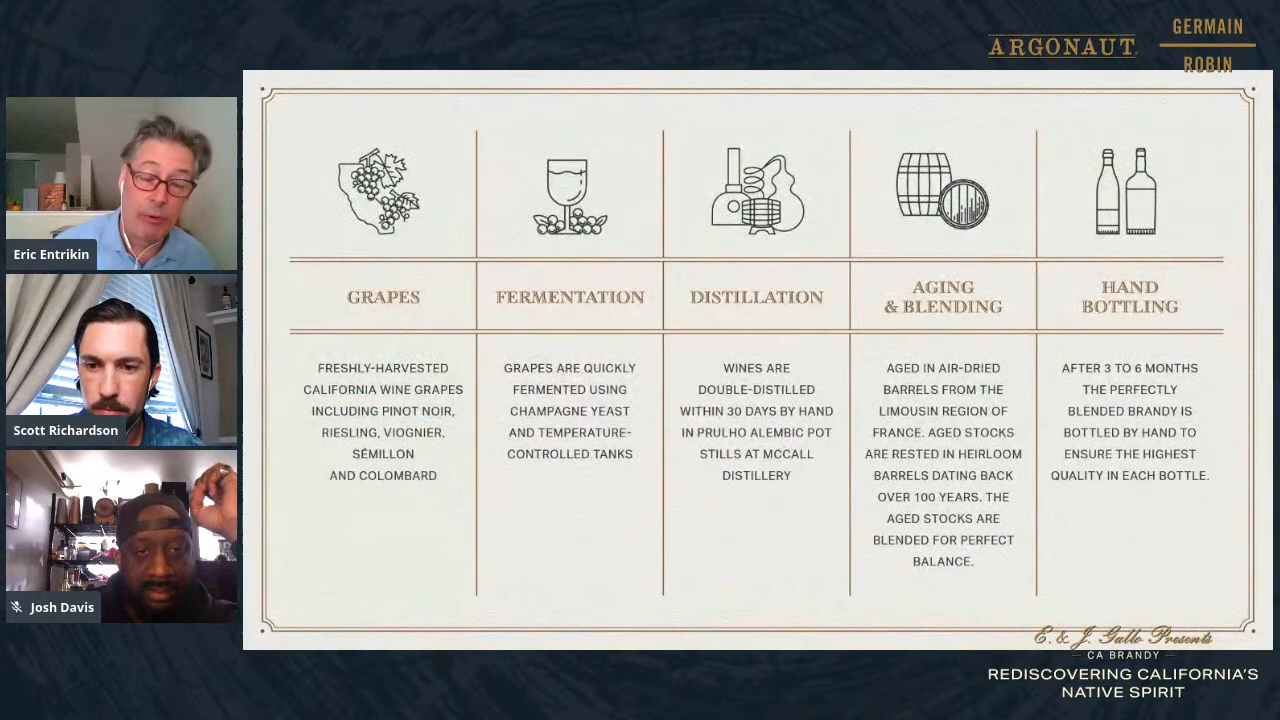 ARGONAUT
GERMAIN
ROBIN
Eric Entrikin
Scott Richardson
Josh Davis
GRAPES
FRESHLY-HARVESTED
CALIFORNIA WINE GRAPES
INCLUDING PINOT NOIR,
RIESLING, VIOGNIER,
SÉMILLON
AND COLOMBARD
FERMENTATION
GRAPES ARE QUICKLY
FERMENTED USING
CHAMPAGNE YEAST
AND TEMPERATURE-
CONTROLLED TANKS
DISTILLATION
WINES ARE
DOUBLE-DISTILLED
WITHIN 30 DAYS BY HAND
IN PRULHO ALEMBIC POT
STILLS AT MCCALL
DISTILLERY
AGING
& BLENDING
AGED IN AIR-DRIED
BARRELS FROM THE
LIMOUSIN REGION OF
FRANCE. AGED STOCKS
ARE RESTED IN HEIRLOOM
BARRELS DATING BACK
OVER 100 YEARS. THE
AGED STOCKS ARE
BLENDED FOR PERFECT
BALANCE.
HAND
BOTTLING
AFTER 3 TO 6 MONTHS
THE PERFECTLY
BLENDED BRANDY IS
BOTTLED BY HAND TO
ENSURE THE HIGHEST
QUALITY IN EACH BOTTLE.
E. & J. Gallo Presents
CA BRANDY
REDISCOVERING CALIFORNIA'S
NATIVE SPIRIT